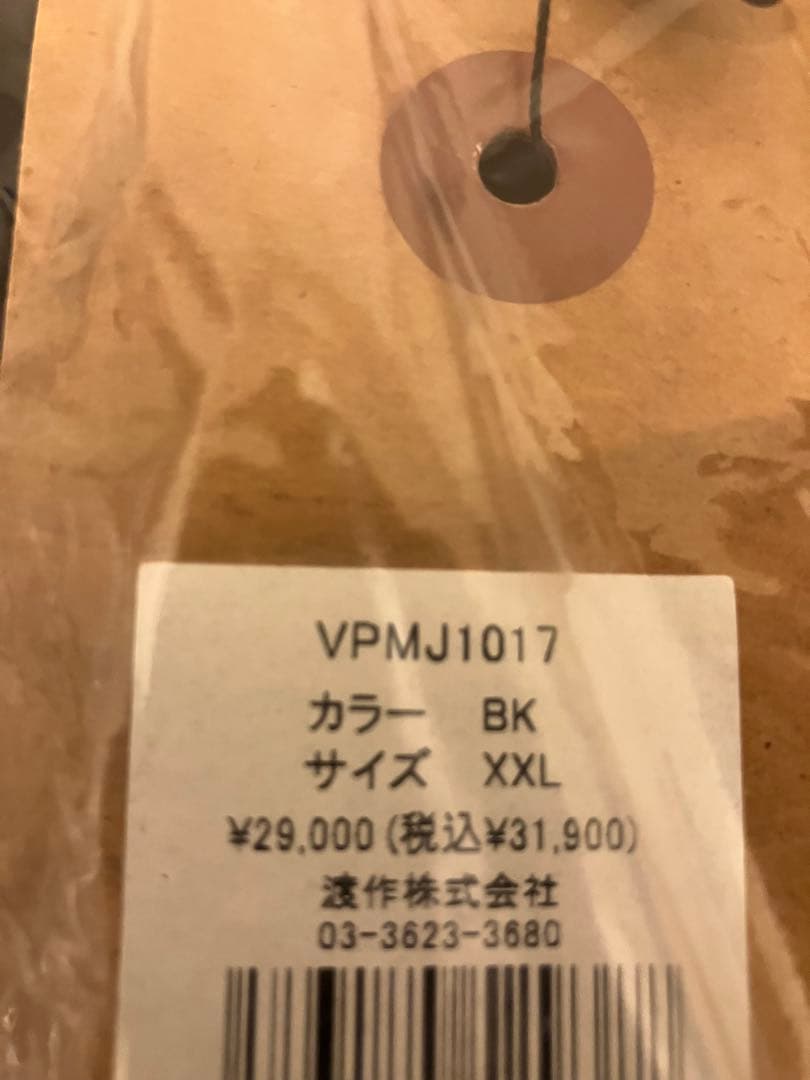 VPMJ1017
カラー BK
サイズ XXL
¥29,000(税込¥31,900)
渡作株式会社
03-3623-3680